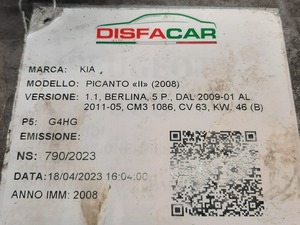 DISFACAR
MARCA: KIA
MODELLO: PICANTO «II» (2008)
VERSIONE: 1.1, BERLINA, 5 P., DAL 2009-01 AL
2011-05, CM3 1086, CV 63, KW. 46 (B)
P5: G4HG
EMISSIONE:
NS: 790/2023
DATA: 18/04/2023 16:04:00
ANNO IMM: 2008